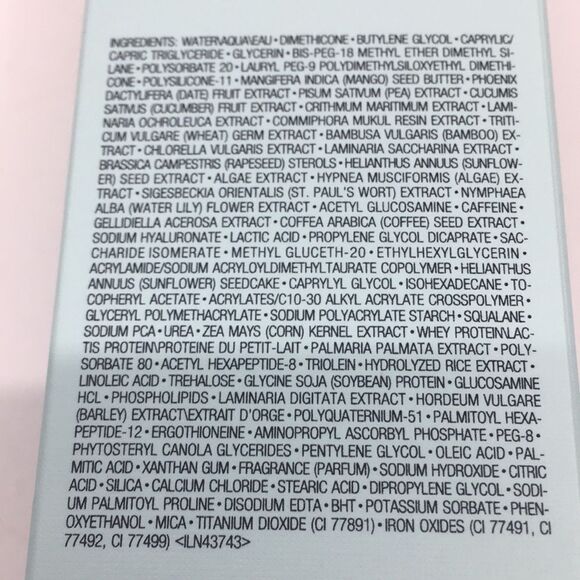 INGREDIENTS: WATER\AQUA\EAU • DIMETHICONE • BUTYLENE GLYCOL • CAPRYLIC/
CAPRIC TRIGLYCERIDE • GLYCERIN • BIS-PEG-18 METHYL ETHER DIMETHYL SI-
LANE • POLYSORBATE 20 • LAURYL PEG-9 POLYDIMETHYLSILOXYETHYL DIMETHI-
CONE • POLYSILICONE-11 • MANGIFERA INDICA (MANGO) SEED BUTTER • PHOENIX
DACTYLIFERA (DATE) FRUIT EXTRACT • PISUM SATIVUM (PEA) EXTRACT • CUCUMIS
SATIVUS (CUCUMBER) FRUIT EXTRACT • CRITHMUM MARITIMUM EXTRACT • LAMI-
NARIA OCHROLEUCA EXTRACT • COMMIPHORA MUKUL RESIN EXTRACT • TRITI-
CUM VULGARE (WHEAT) GERM EXTRACT • BAMBUSA VULGARIS (BAMBOO) EX-
TRACT • CHLORELLA VULGARIS EXTRACT • LAMINARIA SACCHARINA EXTRACT •
BRASSICA CAMPESTRIS (RAPESEED) STEROLS • HELIANTHUS ANNUUS (SUNFLOW-
ER) SEED EXTRACT • ALGAE EXTRACT • HYPNEA MUSCIFORMIS (ALGAE) EX-
TRACT • SIGESBECKIA ORIENTALIS (ST. PAUL'S WORT) EXTRACT • NYMPHAEA
ALBA (WATER LILY) FLOWER EXTRACT • ACETYL GLUCOSAMINE • CAFFEINE •
GELLIDIELLA ACEROSA EXTRACT • COFFEA ARABICA (COFFEE) SEED EXTRACT •
SODIUM HYALURONATE • LACTIC ACID • PROPYLENE GLYCOL DICAPRATE • SAC-
CHARIDE ISOMERATE • METHYL GLUCETH-20 • ETHYLHEXYLGLYCERIN •
ACRYLAMIDE/SODIUM ACRYLOYLDIMETHYLTAURATE COPOLYMER • HELIANTHUS
ANNUUS (SUNFLOWER) SEEDCAKE • CAPRYLYL GLYCOL • ISOHEXADECANE • TO-
COPHERYL ACETATE • ACRYLATES/C10-30 ALKYL ACRYLATE CROSSPOLYMER •
GLYCERYL POLYMETHACRYLATE • SODIUM POLYACRYLATE STARCH • SQUALANE •
SODIUM PCA • UREA • ZEA MAYS (CORN) KERNEL EXTRACT • WHEY PROTEIN\LAC-
TIS PROTEIN\PROTEINE DU PETIT-LAIT • PALMARIA PALMATA EXTRACT • POLY-
SORBATE 80 • ACETYL HEXAPEPTIDE-8 • TRIOLEIN • HYDROLYZED RICE EXTRACT •
LINOLEIC ACID • TREHALOSE • GLYCINE SOJA (SOYBEAN) PROTEIN • GLUCOSAMINE
HCL • PHOSPHOLIPIDS • LAMINARIA DIGITATA EXTRACT • HORDEUM VULGARE
(BARLEY) EXTRACT\EXTRAIT D'ORGE • POLYQUATERNIUM-51 • PALMITOYL HEXA-
PEPTIDE-12 • ERGOTHIONEINE • AMINOPROPYL ASCORBYL PHOSPHATE • PEG-8 •
PHYTOSTERYL CANOLA GLYCERIDES • PENTYLENE GLYCOL • OLEIC ACID • PAL-
MITIC ACID • XANTHAN GUM • FRAGRANCE (PARFUM) • SODIUM HYDROXIDE • CITRIC
ACID • SILICA • CALCIUM CHLORIDE • STEARIC ACID • DIPROPYLENE GLYCOL • SODI-
UM PALMITOYL PROLINE • DISODIUM EDTA • BHT • POTASSIUM SORBATE • PHEN-
OXYETHANOL • MICA • TITANIUM DIOXIDE (CI 77891) • IRON OXIDES (CI 77491, CI
77492, CI 77499) <ILN43743>